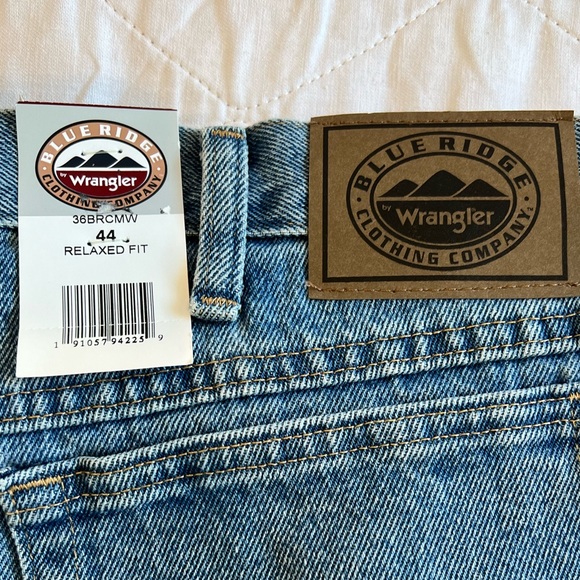 BLUE RIDGE
by Wrangler
CLOTHING COMPANY
36BRCMW
44
RELAXED FIT
1 91057 94225 9
BLUE RIDGE
by Wrangler
CLOTHING COMPANY